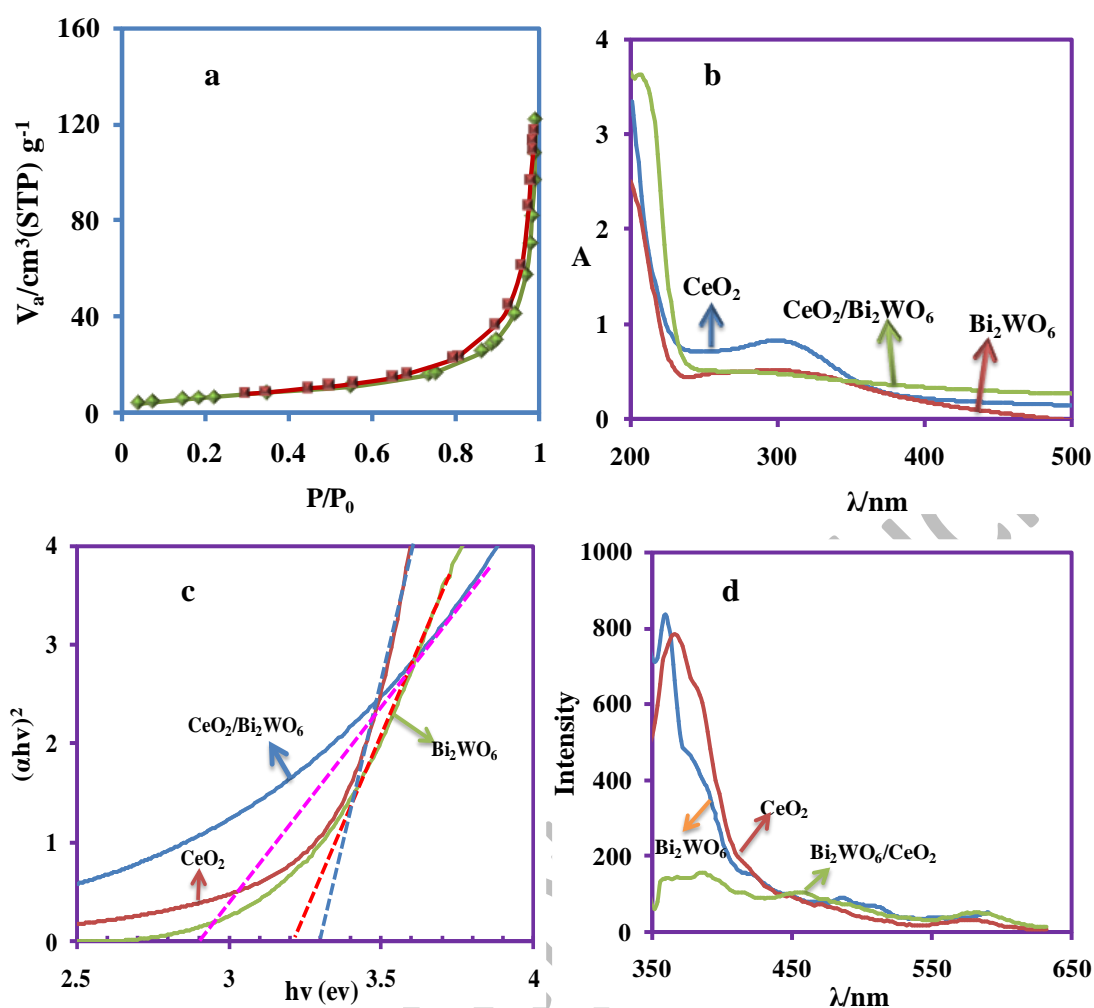 a
Vₐ/cm³(STP) g⁻¹
160
120
80
40
0
0 0.2 0.4 0.6 0.8 1
P/P₀
b
A
4
3
2
1
0
CeO₂
CeO₂/Bi₂WO₆
Bi₂WO₆
200 300 400 500
λ/nm
c
(αhv)²
4
3
2
1
0
CeO₂/Bi₂WO₆
Bi₂WO₆
CeO₂
2.5 3 3.5 4
hv (ev)
d
Intensity
1000
800
600
400
200
0
Bi₂WO₆
CeO₂
Bi₂WO₆/CeO₂
350 450 550 650
λ/nm